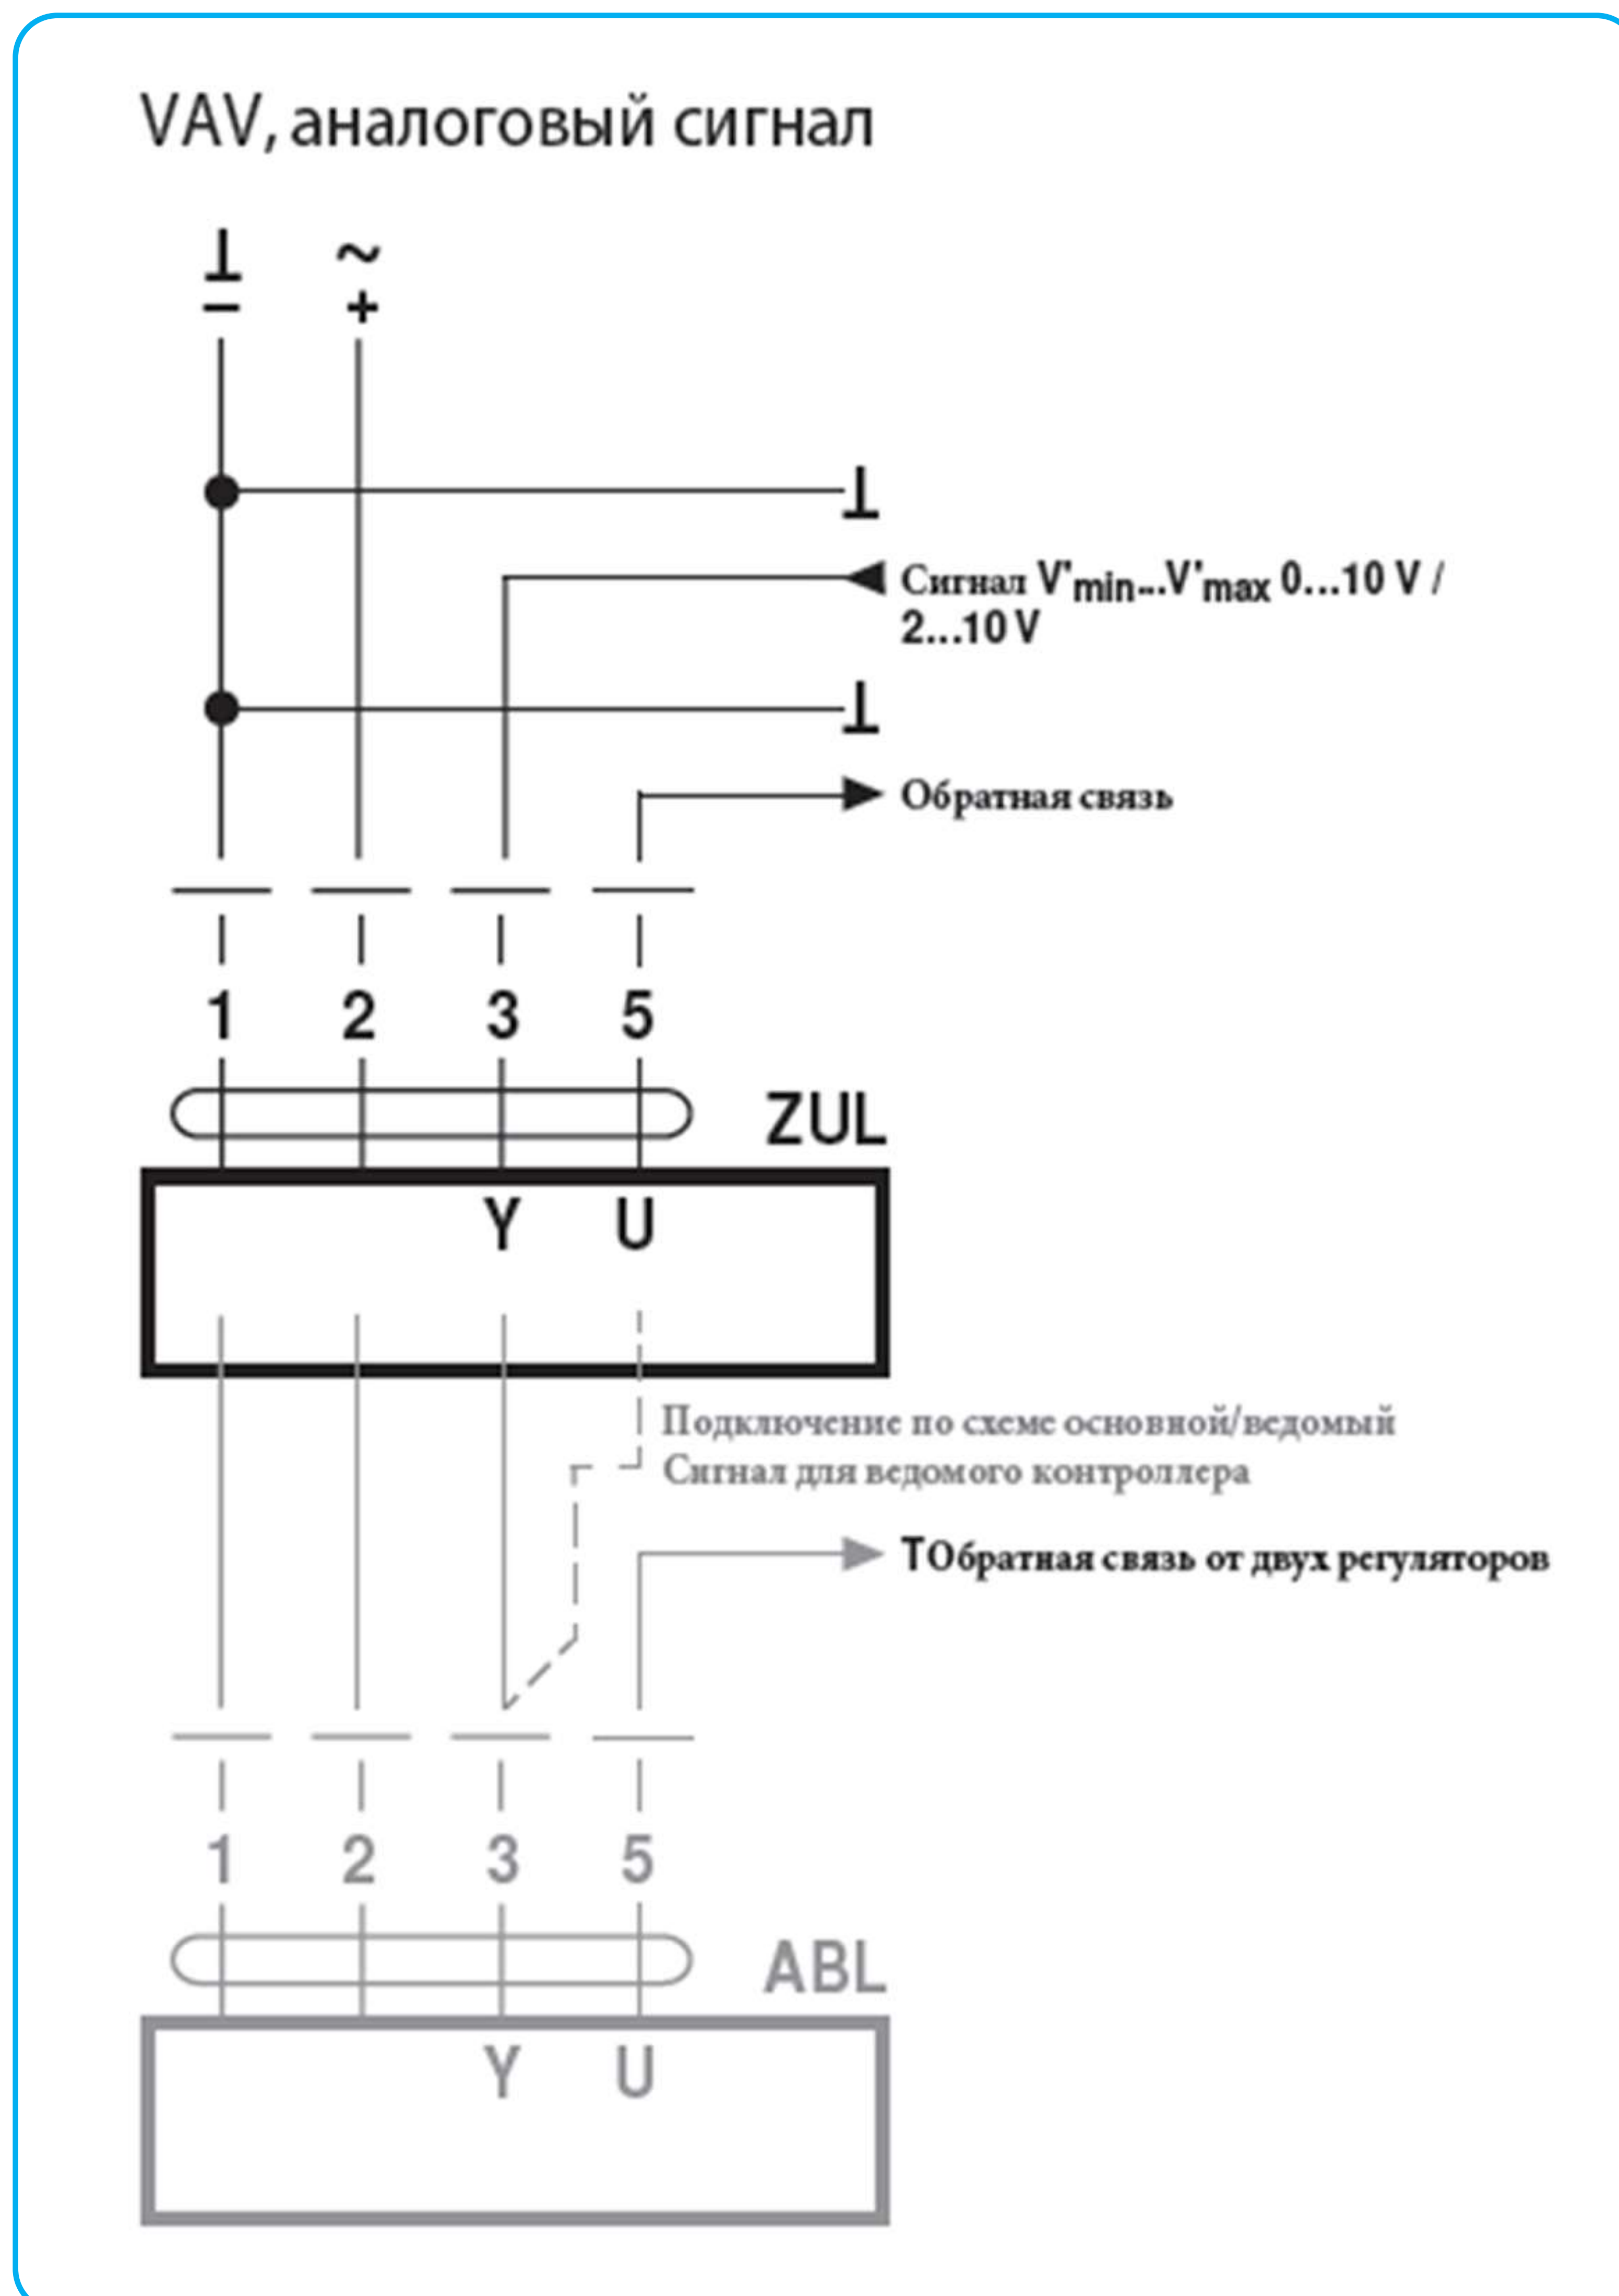 VAV, аналоговый сигнал
⊥ ~
− +
⊥
Сигнал V'min...V'max 0...10 V /
2...10 V
⊥
Обратная связь
1 2 3 5
ZUL
Y U
Подключение по схеме основной/ведомый
Сигнал для ведомого контроллера
TОбратная связь от двух регуляторов
1 2 3 5
ABL
Y U